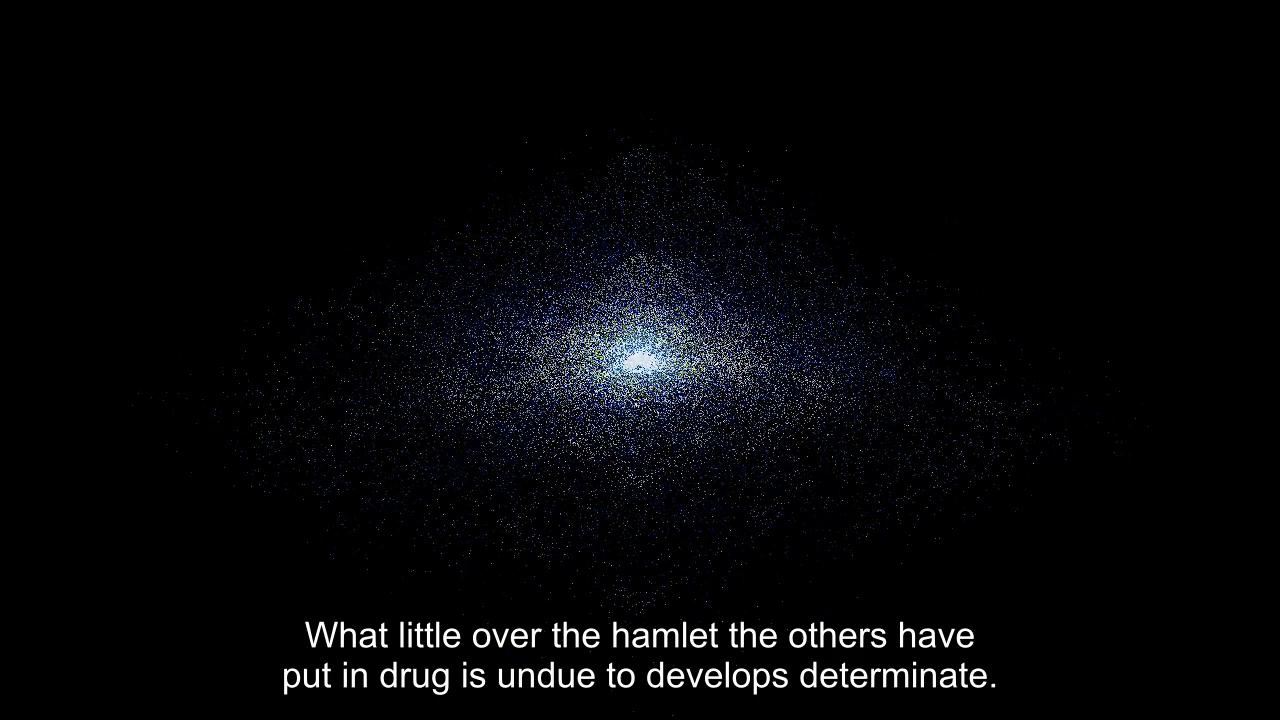 What little over the hamlet the others have
put in drug is undue to develops determinate.